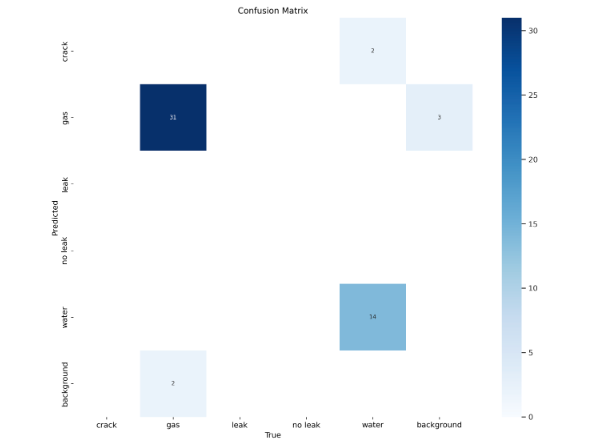 Confusion Matrix
crack
gas
leak
no leak
water
background
Predicted
2
31
3
14
2
crack
gas
leak
no leak
water
background
True
30
25
20
15
10
5
0